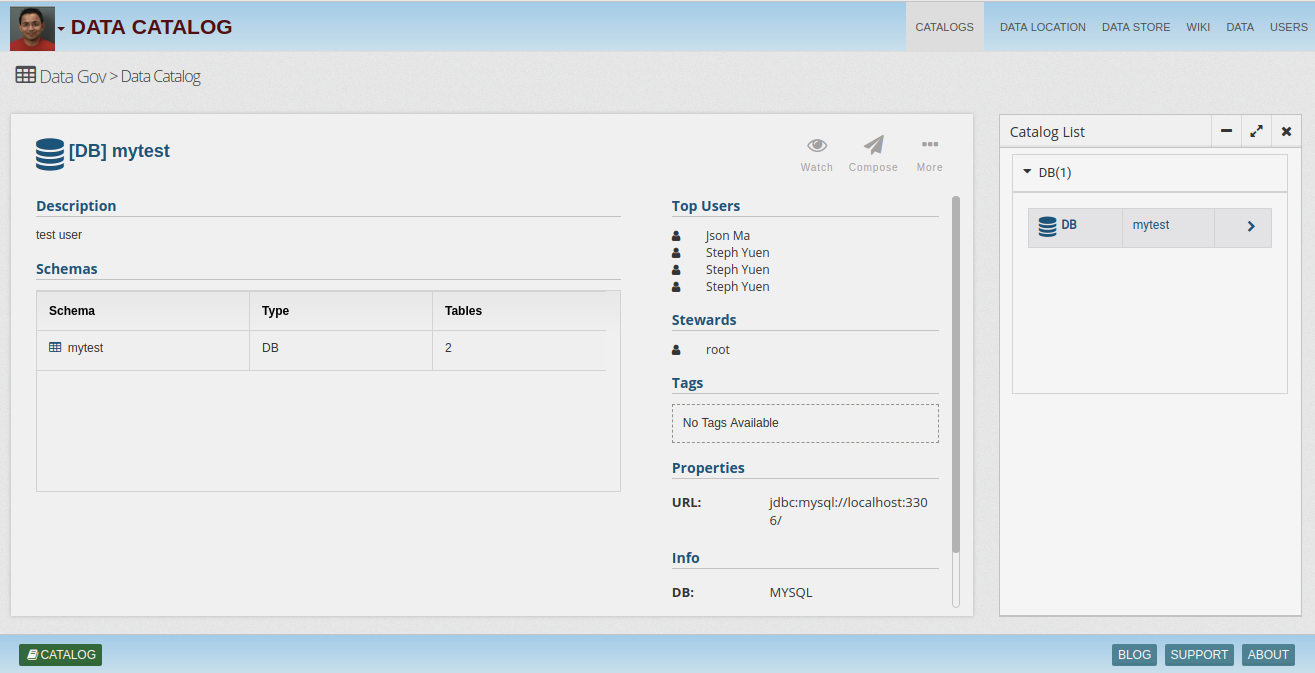 DATA CATALOG
CATALOGS DATA LOCATION DATA STORE WIKI DATA USERS
Data Gov > Data Catalog
[DB] mytest
Watch Compose More
Description
test user
Schemas
Schema Type Tables
mytest DB 2
Top Users
Json Ma
Steph Yuen
Steph Yuen
Steph Yuen
Stewards
root
Tags
No Tags Available
Properties
URL: jdbc:mysql://localhost:330
6/
Info
DB: MYSQL
Catalog List
DB(1)
DB mytest
CATALOG
BLOG SUPPORT ABOUT